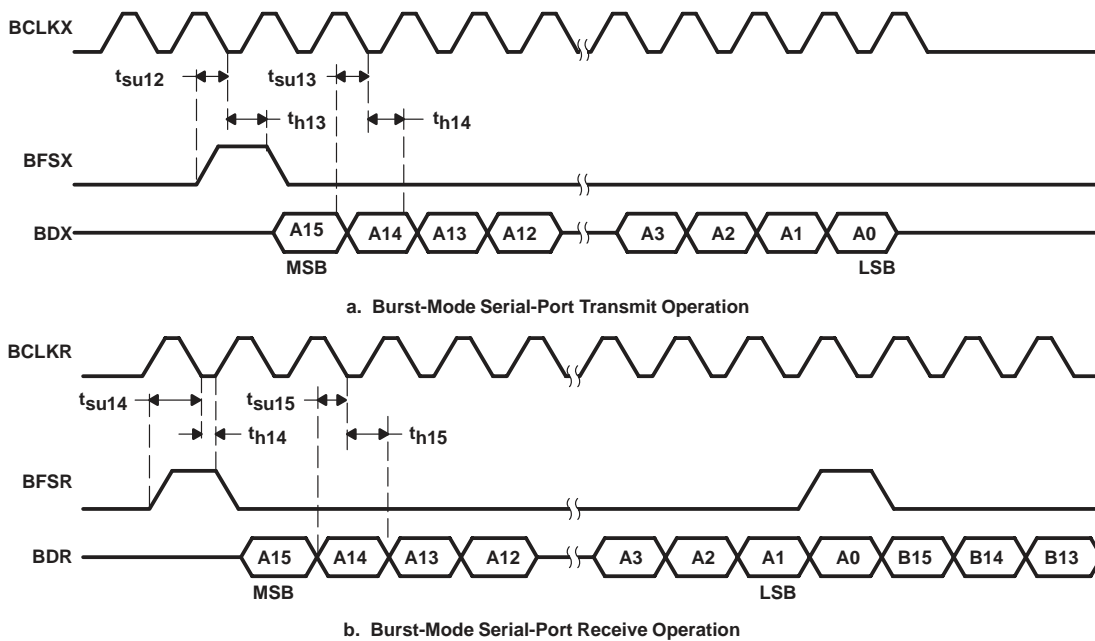 BCLKX
tsu12
tsu13
th13
th14
BFSX
BDX
A15
A14
A13
A12
A3
A2
A1
A0
MSB
LSB
a. Burst-Mode Serial-Port Transmit Operation
BCLKR
tsu14
tsu15
th14
th15
BFSR
BDR
A15
A14
A13
A12
A3
A2
A1
A0
B15
B14
B13
MSB
LSB
b. Burst-Mode Serial-Port Receive Operation